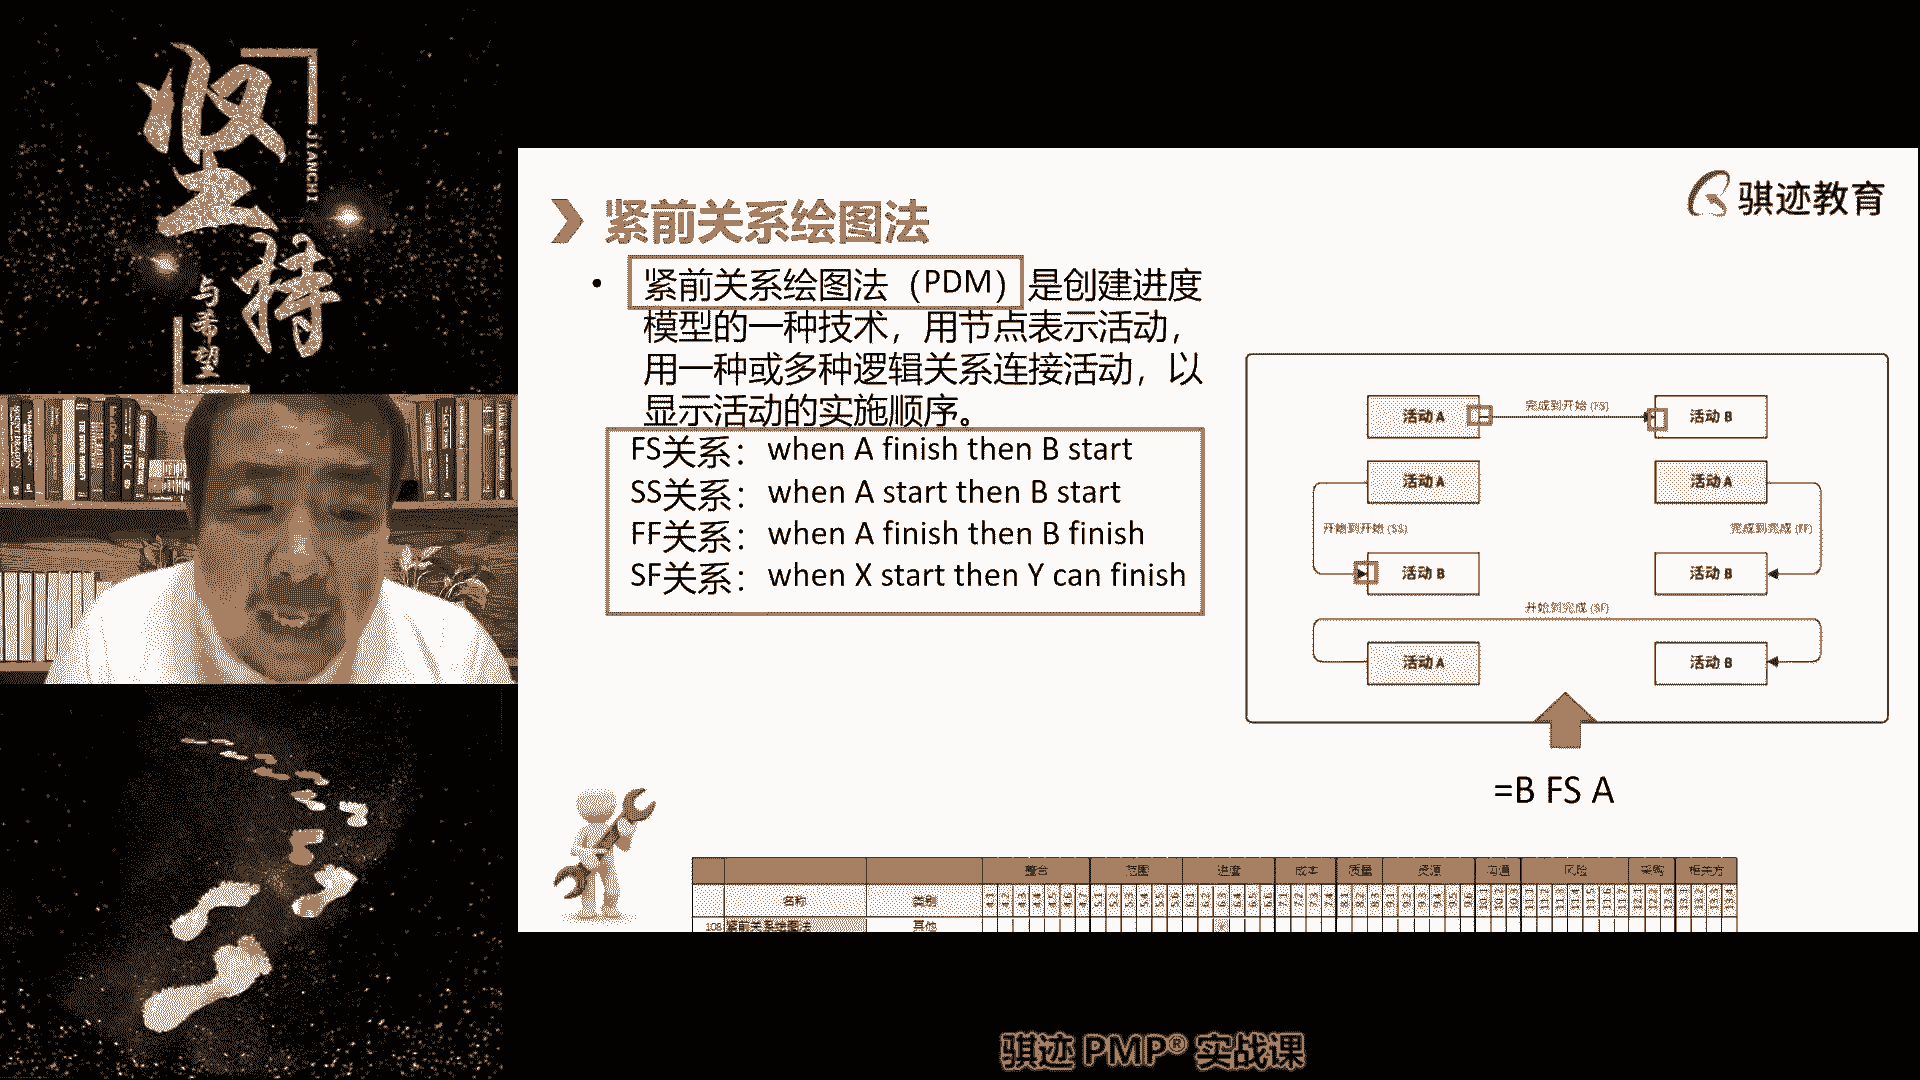 坚持
JIANCHI
与希望
骐迹教育
紧前关系绘图法
• 紧前关系绘图法（PDM）是创建进度
模型的一种技术，用节点表示活动，
用一种或多种逻辑关系连接活动，以
显示活动的实施顺序。
FS关系：when A finish then B start
SS关系：when A start then B start
FF关系：when A finish then B finish
SF关系：when X start then Y can finish
活动 A
完成到开始 (FS)
活动 B
活动 A
活动 A
开始到开始 (SS)
完成到完成 (FF)
活动 B
活动 B
开始到完成 (SF)
活动 A
活动 B
=B FS A
整合 范围 进度 成本 质量 资源 沟通 风险 采购 相关方
名称 类别
108 紧前关系绘图法 其他
骐迹 PMP® 实战课